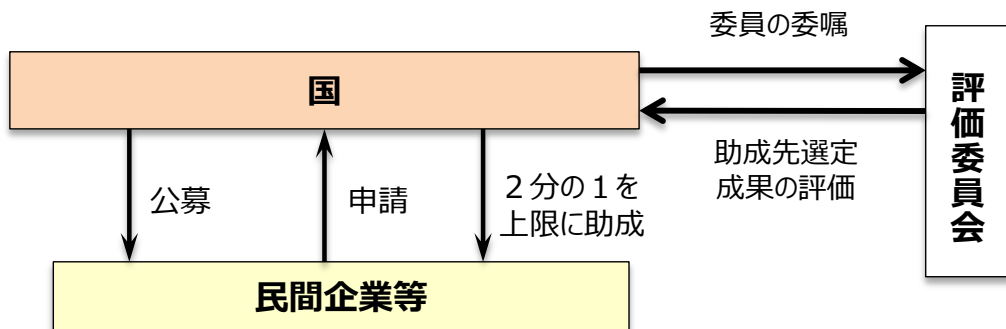 委員の委嘱
国
評価委員会
助成先選定
成果の評価
公募
申請
２分の１を
上限に助成
民間企業等